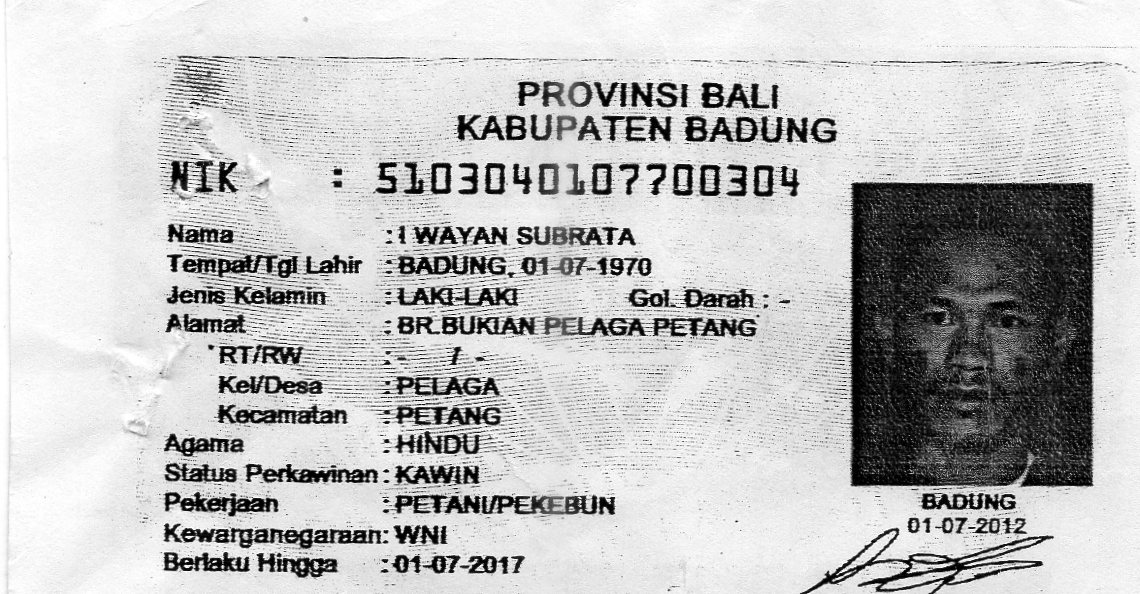 PROVINSI BALI
KABUPATEN BADUNG
NIK : 5103040107700304
Nama : I WAYAN SUBRATA
Tempat/Tgl Lahir : BADUNG, 01-07-1970
Jenis Kelamin : LAKI-LAKI Gol. Darah : -
Alamat : BR.BUKIAN PELAGA PETANG
RT/RW : - / -
Kel/Desa : PELAGA
Kecamatan : PETANG
Agama : HINDU
Status Perkawinan : KAWIN
Pekerjaan : PETANI/PEKEBUN
Kewarganegaraan: WNI
Berlaku Hingga : 01-07-2017
BADUNG
01-07-2012